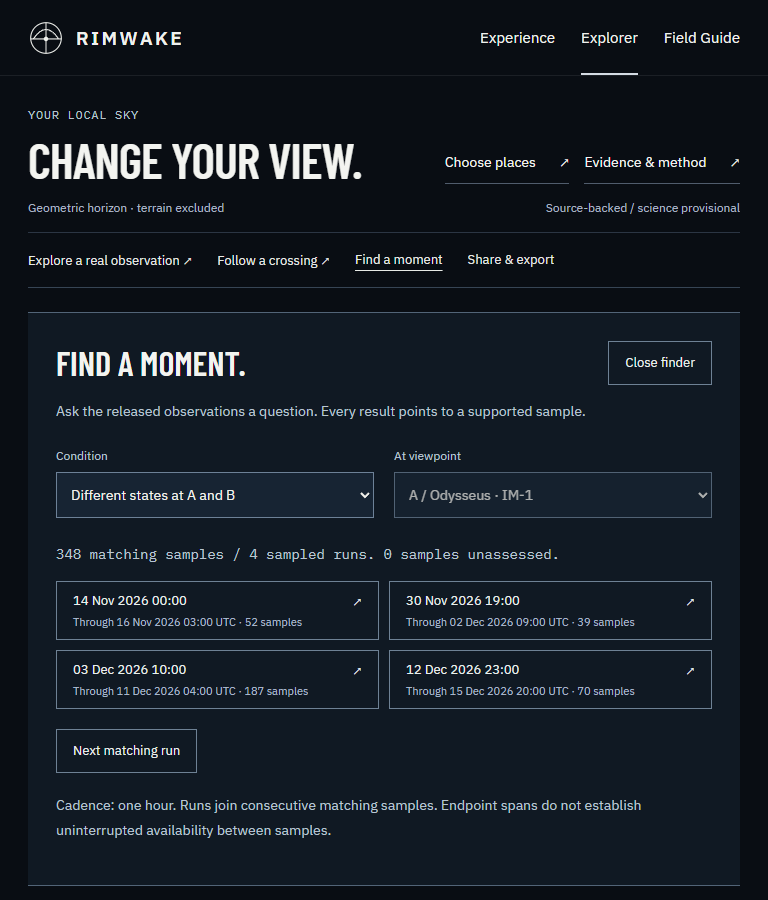 RIMWAKE
Experience
Explorer
Field Guide
YOUR LOCAL SKY
CHANGE YOUR VIEW.
Choose places ↗
Evidence & method ↗
Geometric horizon · terrain excluded
Source-backed / science provisional
Explore a real observation ↗
Follow a crossing ↗
Find a moment
Share & export
FIND A MOMENT.
Close finder
Ask the released observations a question. Every result points to a supported sample.
Condition
At viewpoint
Different states at A and B
A / Odysseus · IM-1
348 matching samples / 4 sampled runs. 0 samples unassessed.
14 Nov 2026 00:00 ↗
Through 16 Nov 2026 03:00 UTC · 52 samples
30 Nov 2026 19:00 ↗
Through 02 Dec 2026 09:00 UTC · 39 samples
03 Dec 2026 10:00 ↗
Through 11 Dec 2026 04:00 UTC · 187 samples
12 Dec 2026 23:00 ↗
Through 15 Dec 2026 20:00 UTC · 70 samples
Next matching run
Cadence: one hour. Runs join consecutive matching samples. Endpoint spans do not establish
uninterrupted availability between samples.